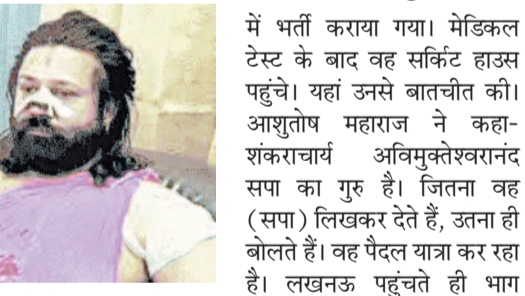 में भर्ती कराया गया। मेडिकल
टेस्ट के बाद वह सर्किट हाउस
पहुंचे। यहां उनसे बातचीत की।
आशुतोष महाराज ने कहा-
शंकराचार्य अविमुक्तेश्वरानंद
सपा का गुरु है। जितना वह
(सपा) लिखकर देते हैं, उतना ही
बोलते हैं। वह पैदल यात्रा कर रहा
है। लखनऊ पहुंचते ही भाग